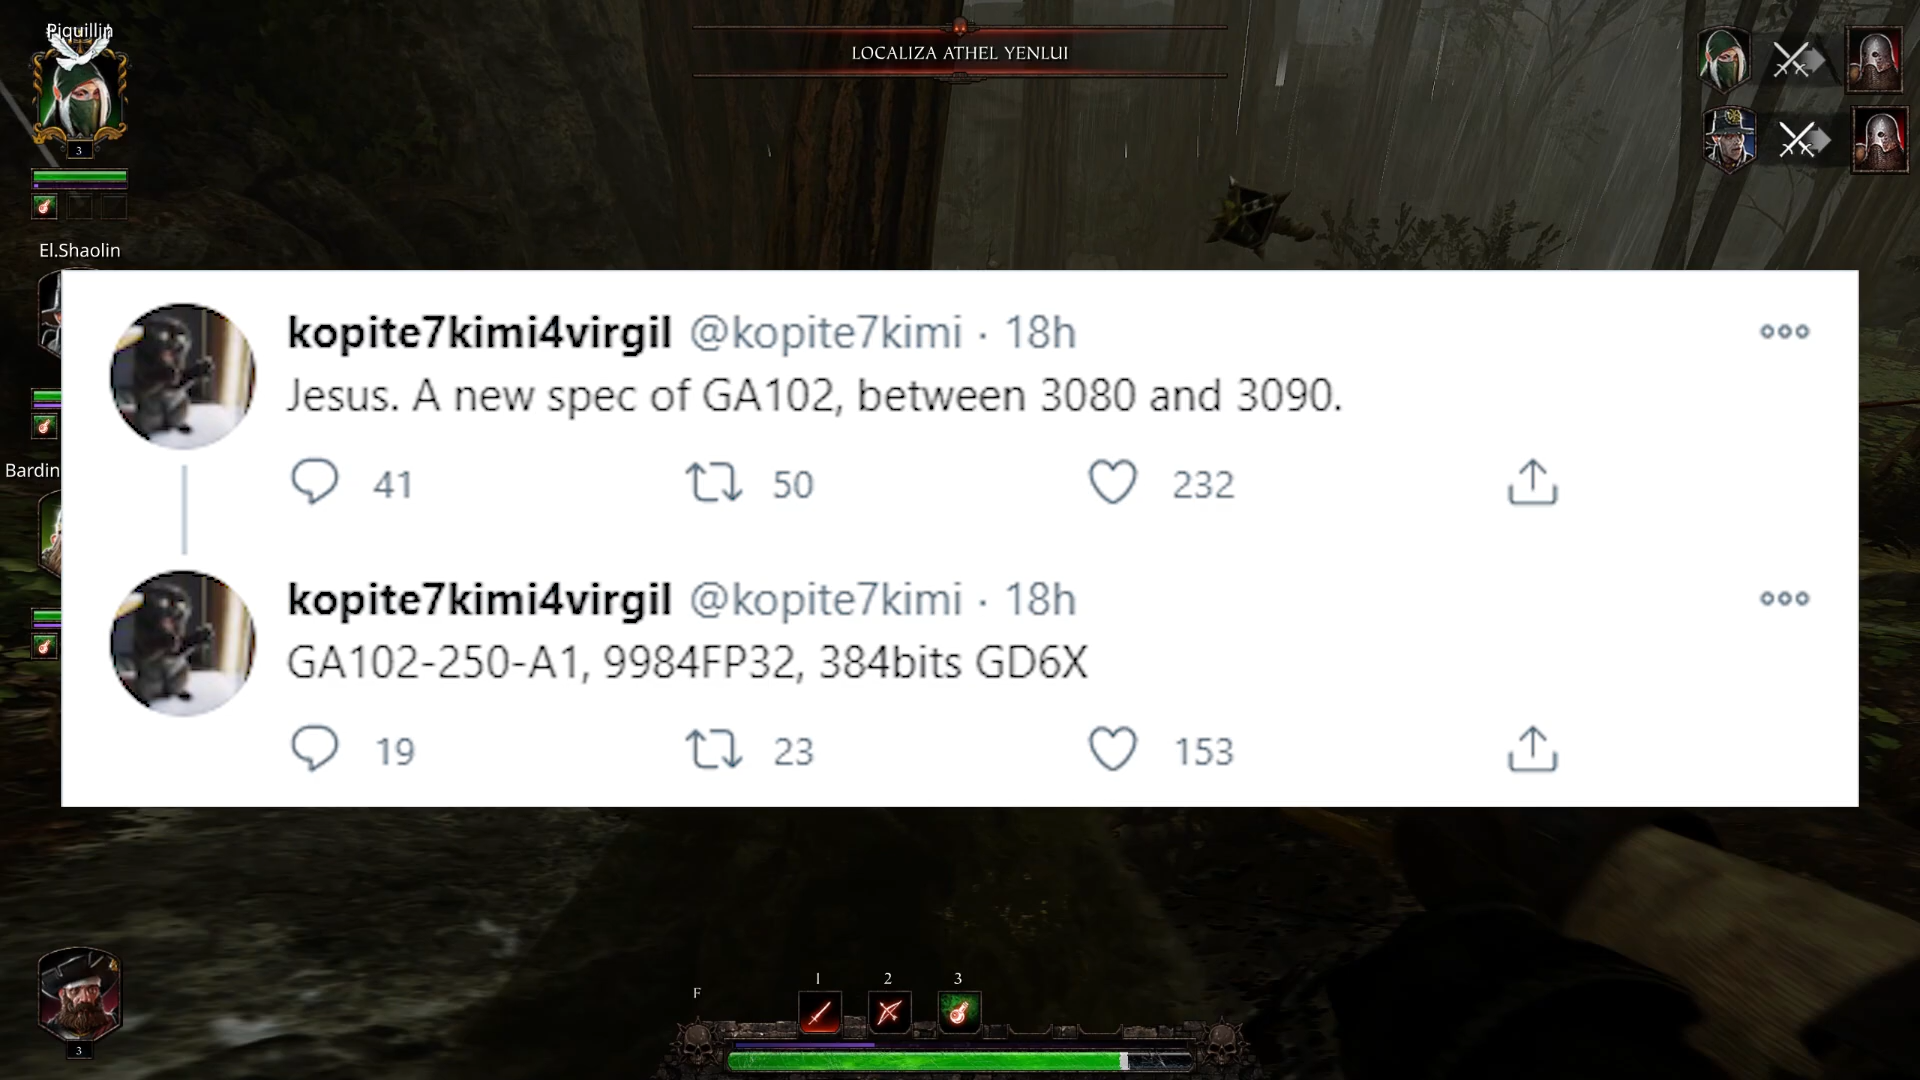 Piquillin
3
LOCALIZA ATHEL YENLUI
El.Shaolin
Bardin
kopite7kimi4virgil @kopite7kimi · 18h
Jesus. A new spec of GA102, between 3080 and 3090.
41 50 232
kopite7kimi4virgil @kopite7kimi · 18h
GA102-250-A1, 9984FP32, 384bits GD6X
19 23 153
F 1 2 3
3